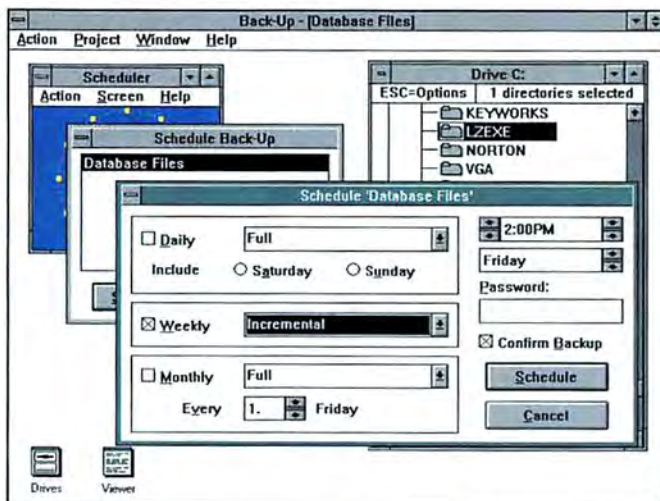 Back-Up - [Database Files]
Action Project Window Help
Scheduler
Action Screen Help
Drive C:
ESC=Options 1 directories selected
KEYWORKS
LZEXE
NORTON
VGA
Schedule Back-Up
Database Files
Schedule 'Database Files'
Daily Full
Include Saturday Sunday
Weekly Incremental
Monthly Full
Every 1. Friday
2:00PM
Friday
Password:
Confirm Backup
Schedule
Cancel
Drives Viewer